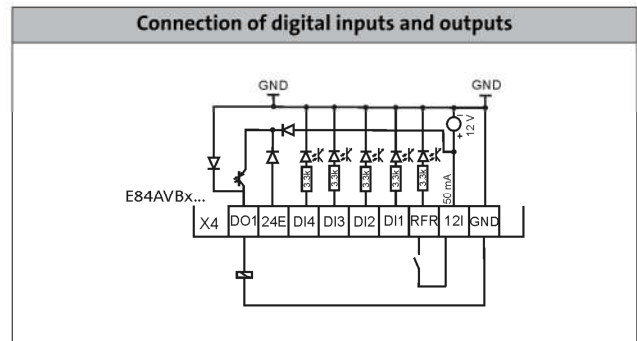 Connection of digital inputs and outputs
GND GND
12 V
+ -
3.3k 3.3k 3.3k 3.3k 3.3k
50 mA
E84AVBx...
X4 DO1 24E DI4 DI3 DI2 DI1 RFR 12I GND